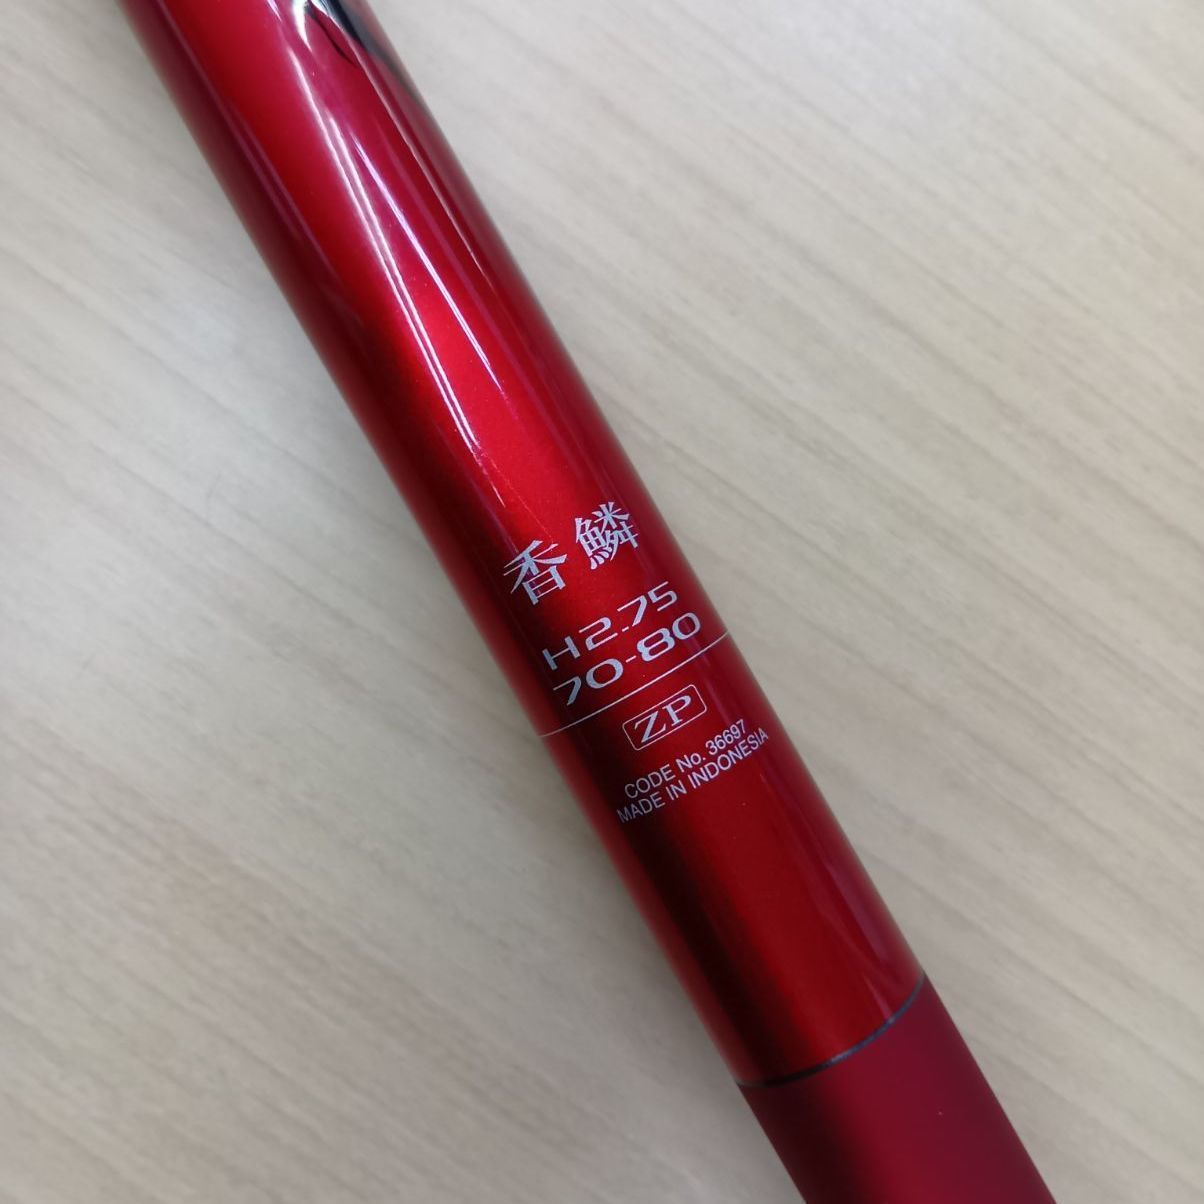 香鱗
H2.75
70-80
ZP
CODE No. 36697
MADE IN INDONESIA